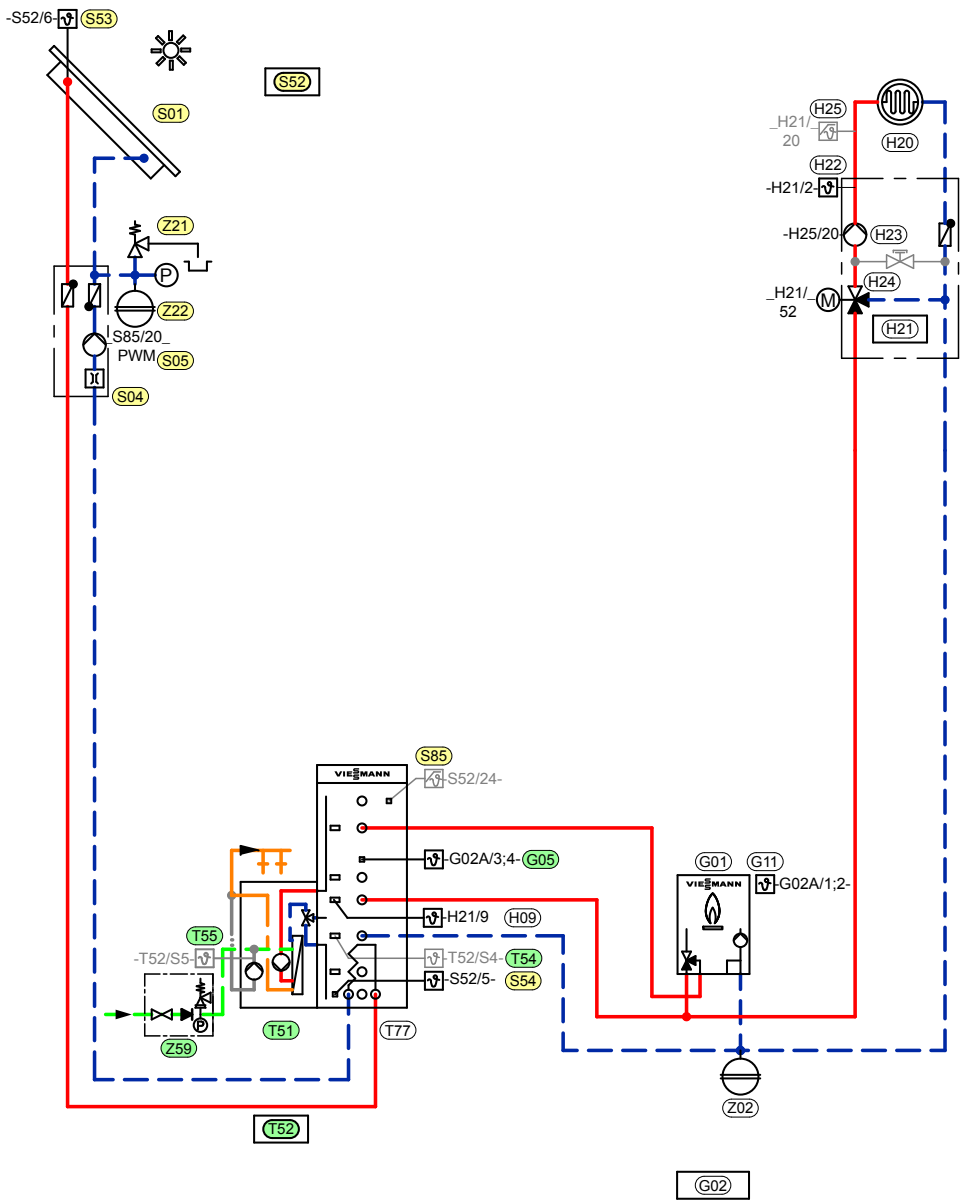 -S52/6-
S53
S52
S01
H25
_H21/_
20
H20
H22
-H21/2-
Z21
P
-H25/20-
H23
H24
Z22
_H21/_
52
M
H21
S85/20_
PWM
S05
S04
S85
VIESMANN
-S52/24-
-G02A/3;4-
G05
G01
G11
VIESMANN
-G02A/1;2-
-H21/9
H09
T55
-T52/S5-
-T52/S4-
T54
-S52/5-
S54
P
T51
T77
Z59
Z02
T52
G02